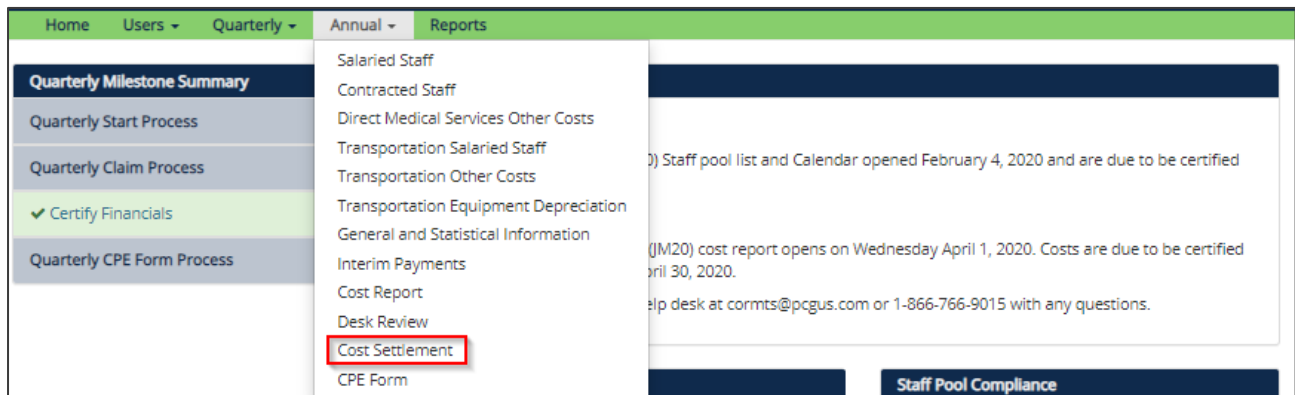 Home Users Quarterly Annual Reports
Quarterly Milestone Summary
Quarterly Start Process
Quarterly Claim Process
✔ Certify Financials
Quarterly CPE Form Process
Salaried Staff
Contracted Staff
Direct Medical Services Other Costs
Transportation Salaried Staff
Transportation Other Costs
Transportation Equipment Depreciation
General and Statistical Information
Interim Payments
Cost Report
Desk Review
Cost Settlement
CPE Form
0) Staff pool list and Calendar opened February 4, 2020 and are due to be certified
(JM20) cost report opens on Wednesday April 1, 2020. Costs are due to be certified
pril 30, 2020.
elp desk at cormts@pcgus.com or 1-866-766-9015 with any questions.
Staff Pool Compliance